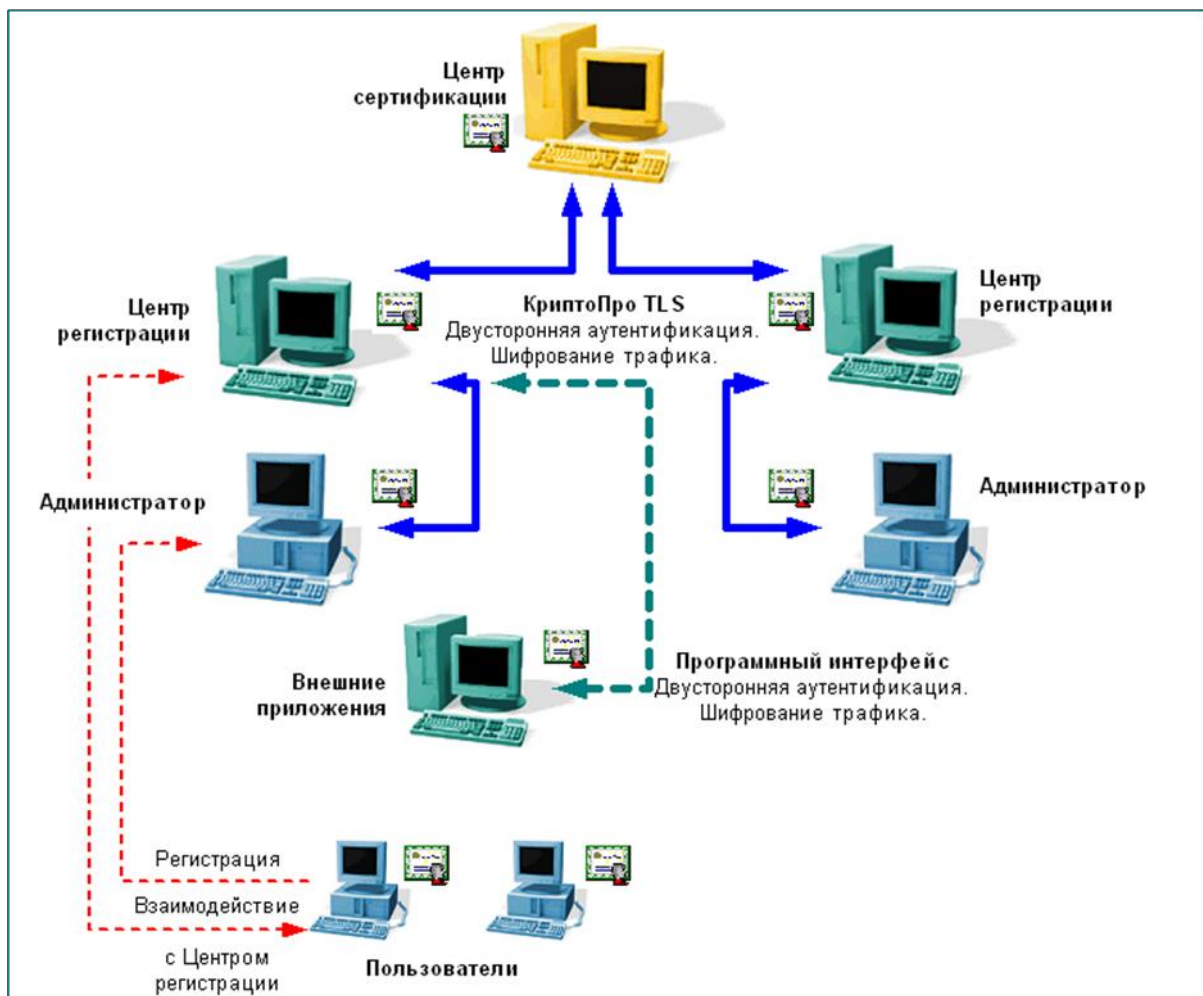 Центр
сертификации
Центр
регистрации
КриптоПро TLS
Двусторонняя аутентификация.
Шифрование трафика.
Центр
регистрации
Администратор
Администратор
Внешние
приложения
Программный интерфейс
Двусторонняя аутентификация.
Шифрование трафика.
Регистрация
Взаимодействие
с Центром
регистрации
Пользователи